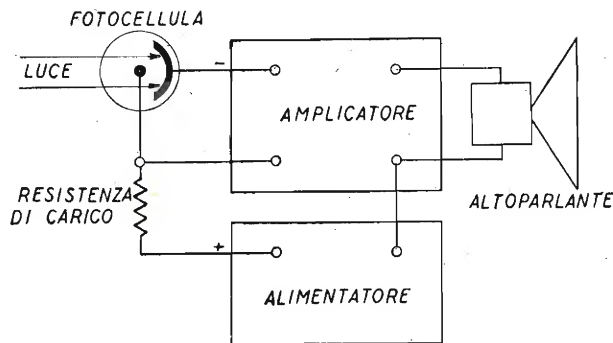 FOTOCELLULA
LUCE
-
AMPLICATORE
RESISTENZA
DI CARICO
ALTOPARLANTE
+
ALIMENTATORE